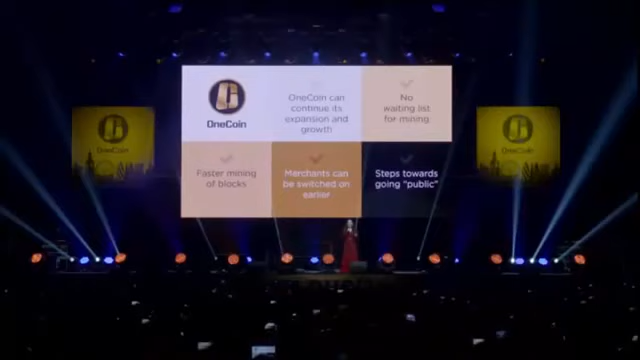 OneCoin
OneCoin can
continue its
expansion and
growth
No
waiting list
for mining
OneCoin
OneCoin
Faster mining
of blocks
Merchants can
be switched on
earlier
Steps towards
going "public"